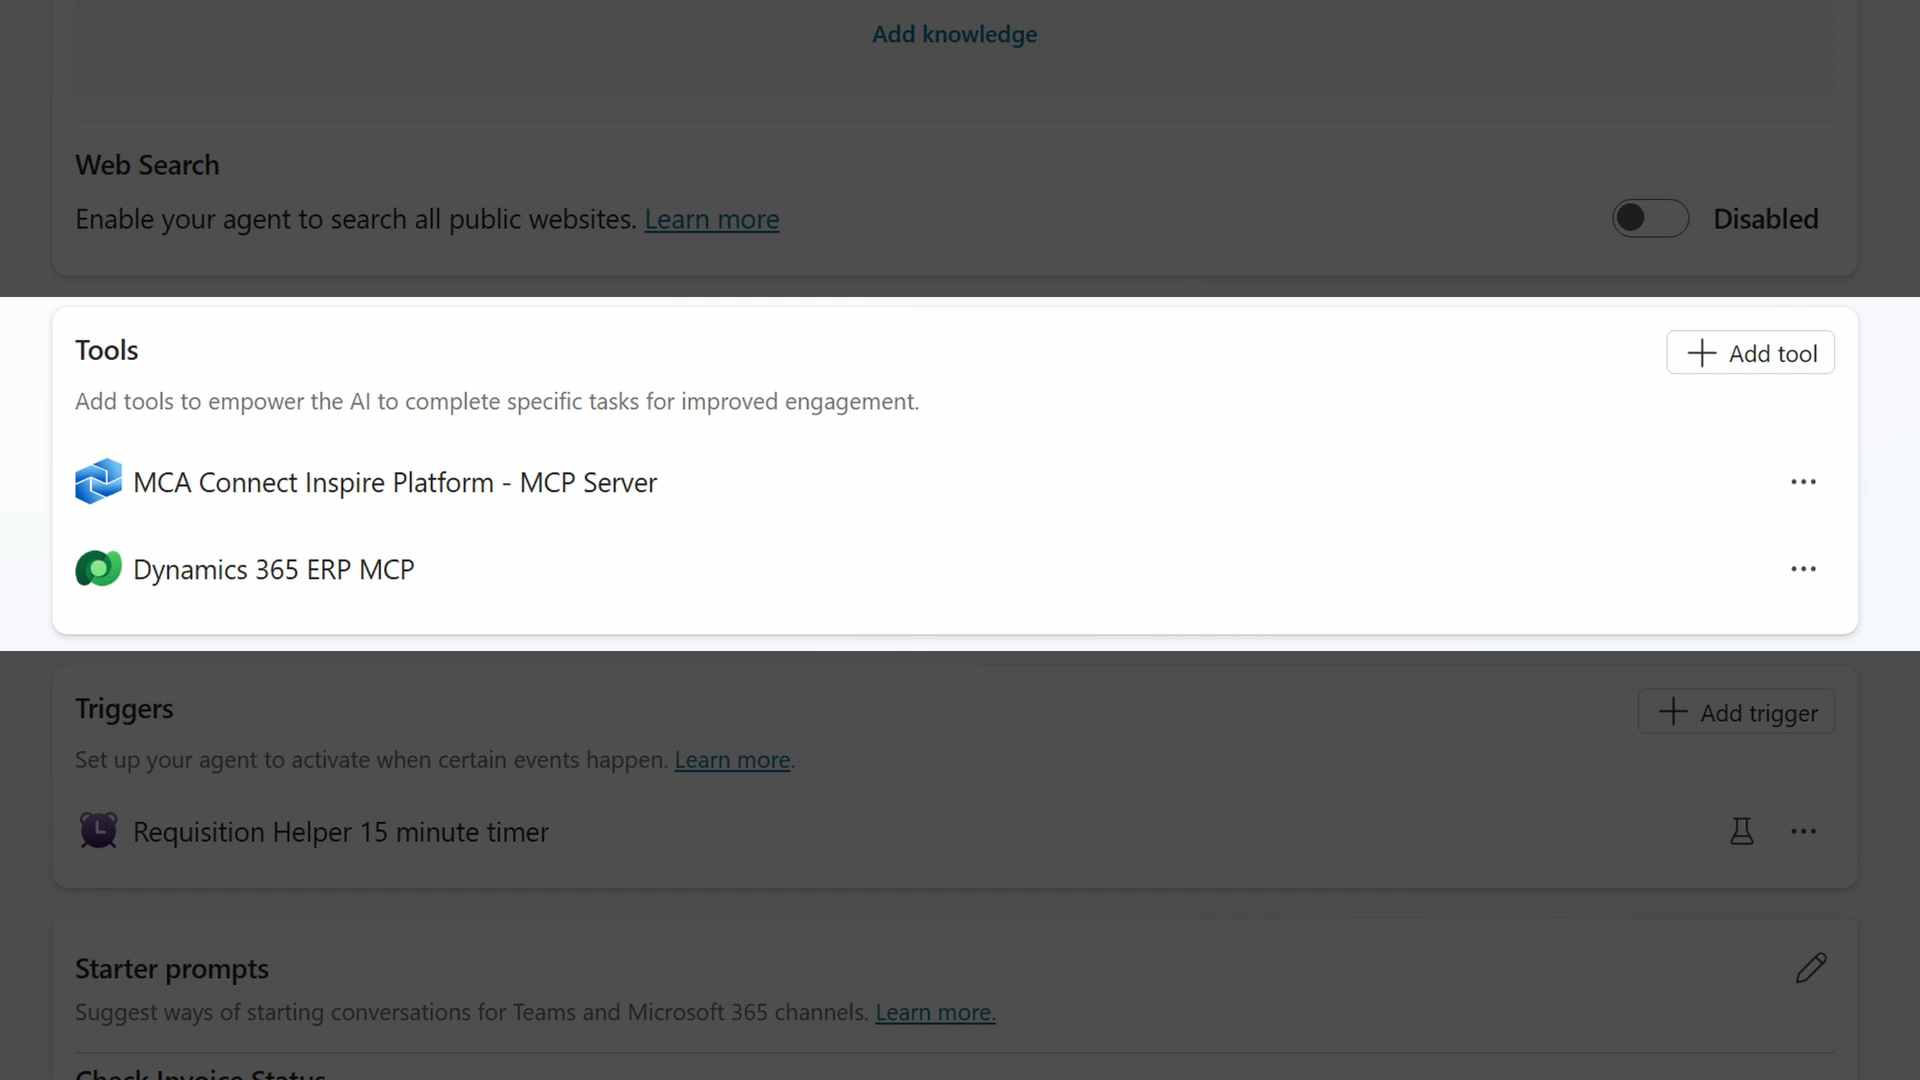 Add knowledge
Web Search
Enable your agent to search all public websites. Learn more
Disabled
Tools
Add tool
Add tools to empower the AI to complete specific tasks for improved engagement.
MCA Connect Inspire Platform - MCP Server
Dynamics 365 ERP MCP
Triggers
Add trigger
Set up your agent to activate when certain events happen. Learn more.
Requisition Helper 15 minute timer
Starter prompts
Suggest ways of starting conversations for Teams and Microsoft 365 channels. Learn more.
Check Invoice Status